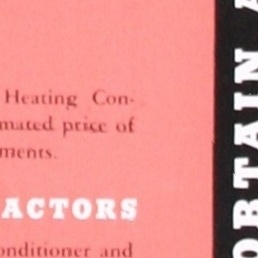 Heating Con-
mated price of
ments.
ACTORS
onditioner and
OBTAIN A